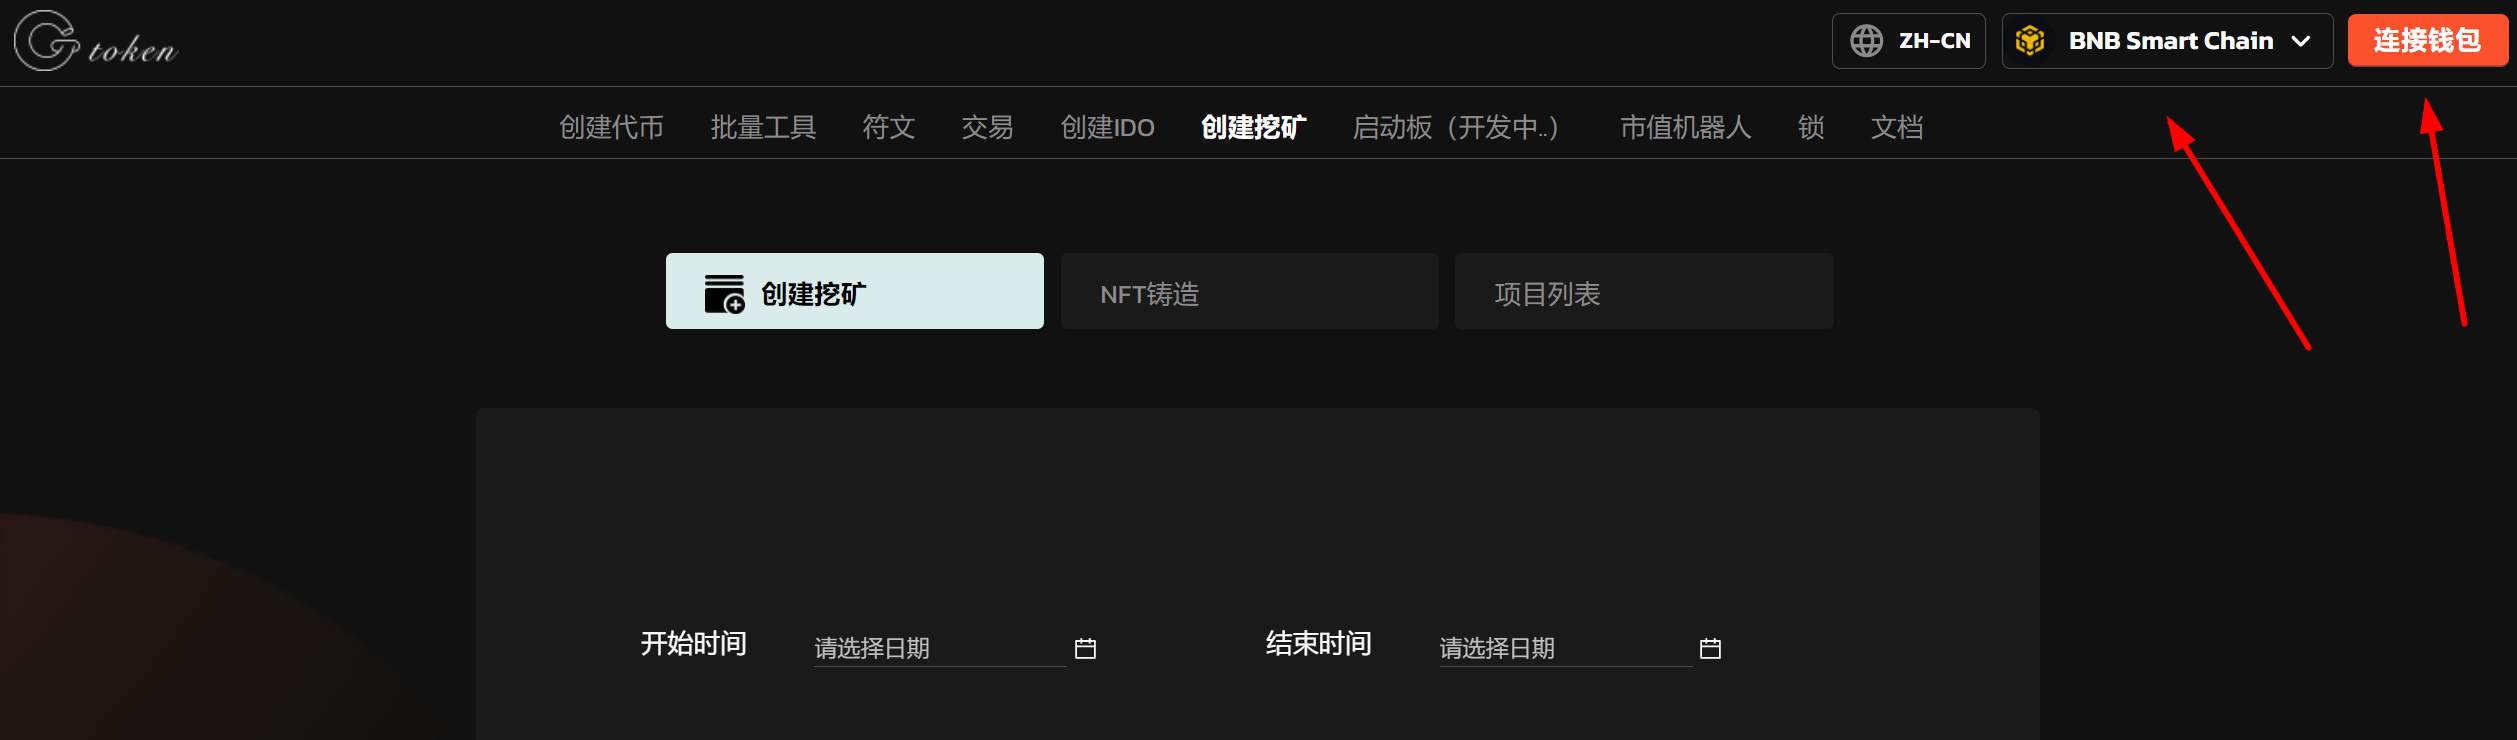 G token
ZH-CN
BNB Smart Chain
连接钱包
创建代币 批量工具 符文 交易 创建IDO 创建挖矿 启动板（开发中..） 市值机器人 锁 文档
创建挖矿
NFT铸造
项目列表
开始时间 请选择日期 结束时间 请选择日期